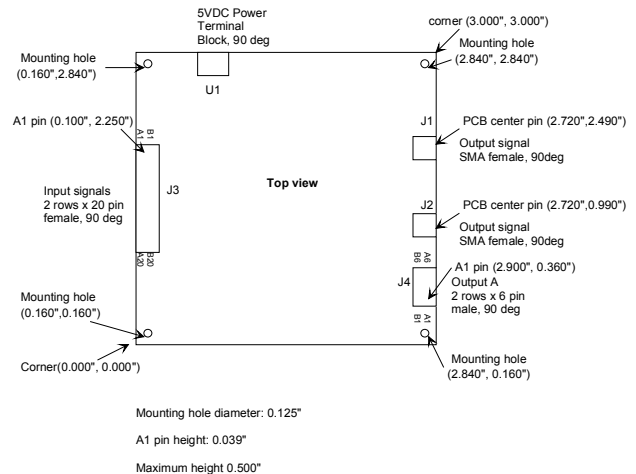 5VDC Power
Terminal
Block, 90 deg
corner (3.000", 3.000")
Mounting hole
(0.160",2.840")
Mounting hole
(2.840", 2.840")
U1
A1 pin (0.100", 2.250")
B1
A1
J1
PCB center pin (2.720",2.490")
Output signal
SMA female, 90deg
Top view
Input signals
2 rows x 20 pin
female, 90 deg
J3
J2
PCB center pin (2.720",0.990")
Output signal
SMA female, 90deg
B20
A20
A6
B6
A1 pin (2.900", 0.360")
J4
Output A
2 rows x 6 pin
male, 90 deg
A1
B1
Mounting hole
(0.160",0.160")
Corner(0.000", 0.000")
Mounting hole
(2.840", 0.160")
Mounting hole diameter: 0.125"
A1 pin height: 0.039"
Maximum height 0.500"